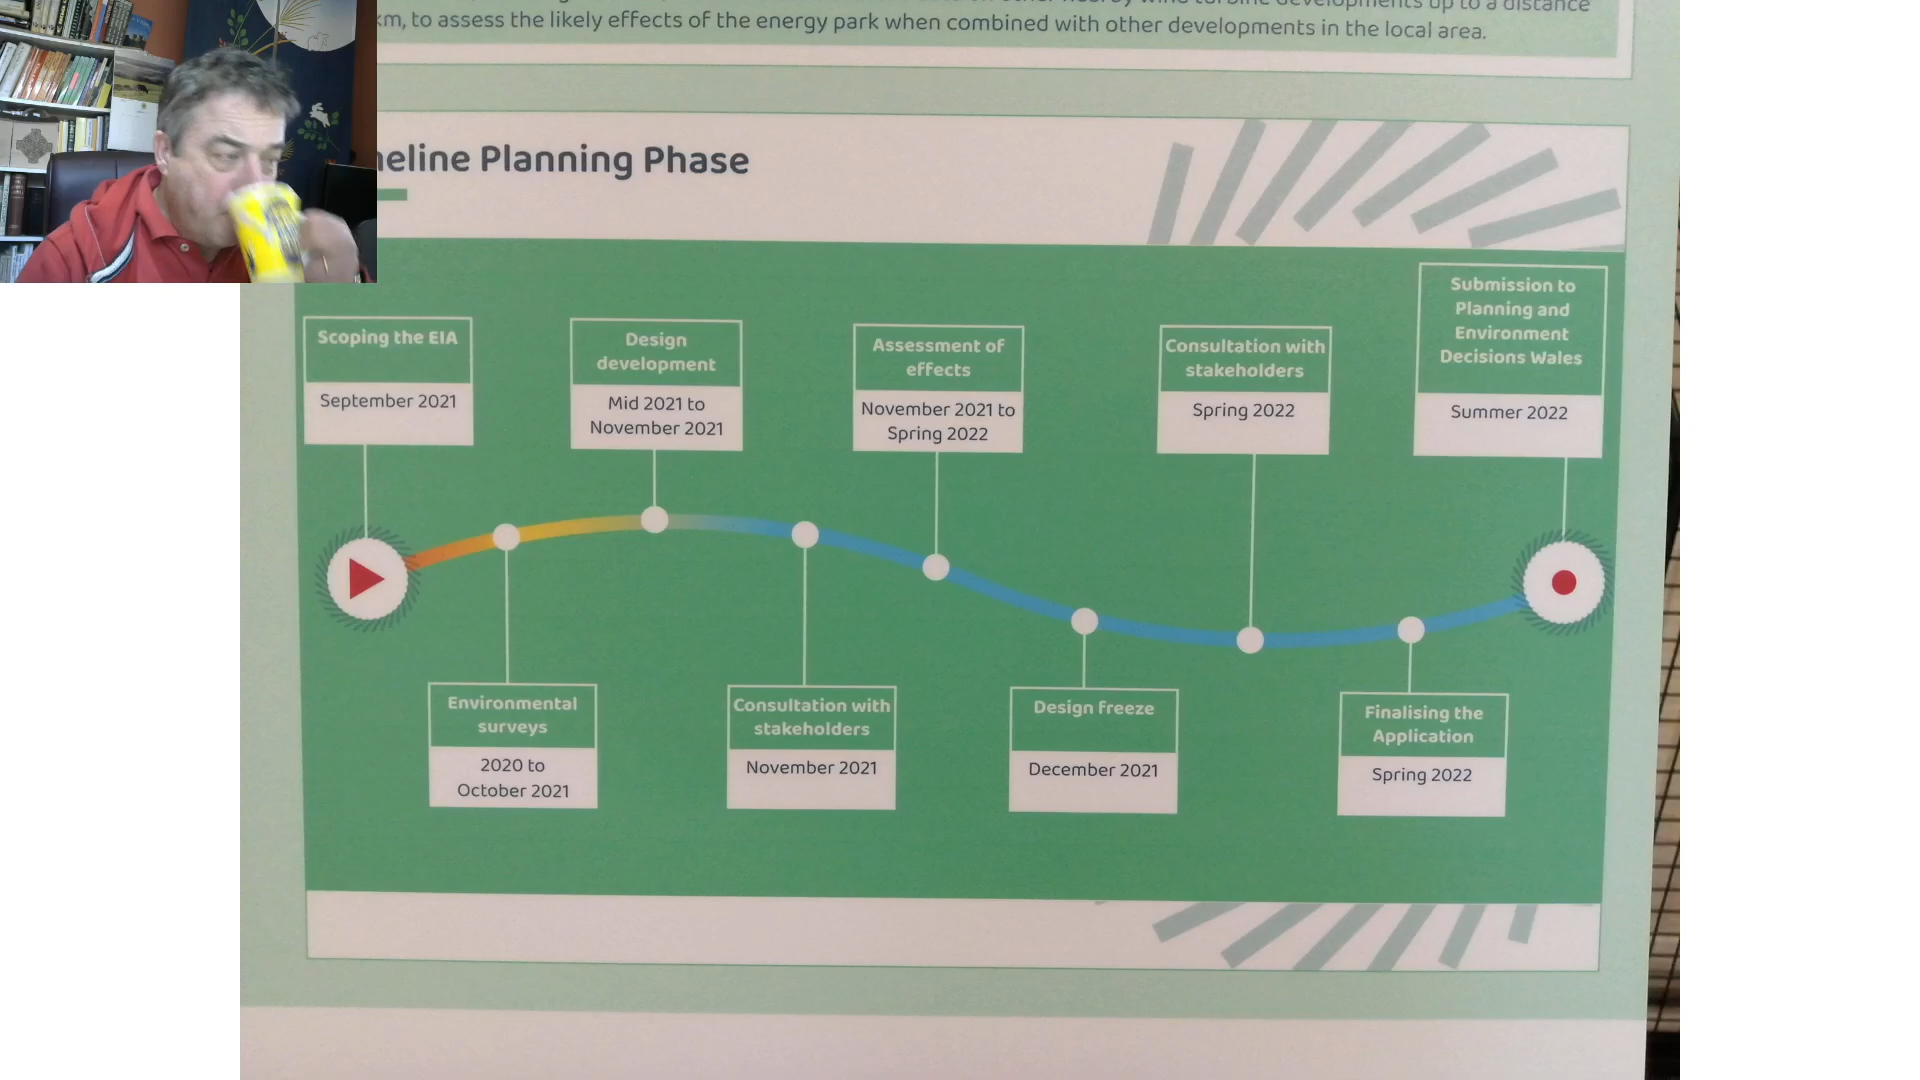 km, to assess the likely effects of the energy park when combined with other developments in the local area.
eline Planning Phase
Scoping the EIA
September 2021
Design
development
Mid 2021 to
November 2021
Assessment of
effects
November 2021 to
Spring 2022
Consultation with
stakeholders
Spring 2022
Submission to
Planning and
Environment
Decisions Wales
Summer 2022
Environmental
surveys
2020 to
October 2021
Consultation with
stakeholders
November 2021
Design freeze
December 2021
Finalising the
Application
Spring 2022